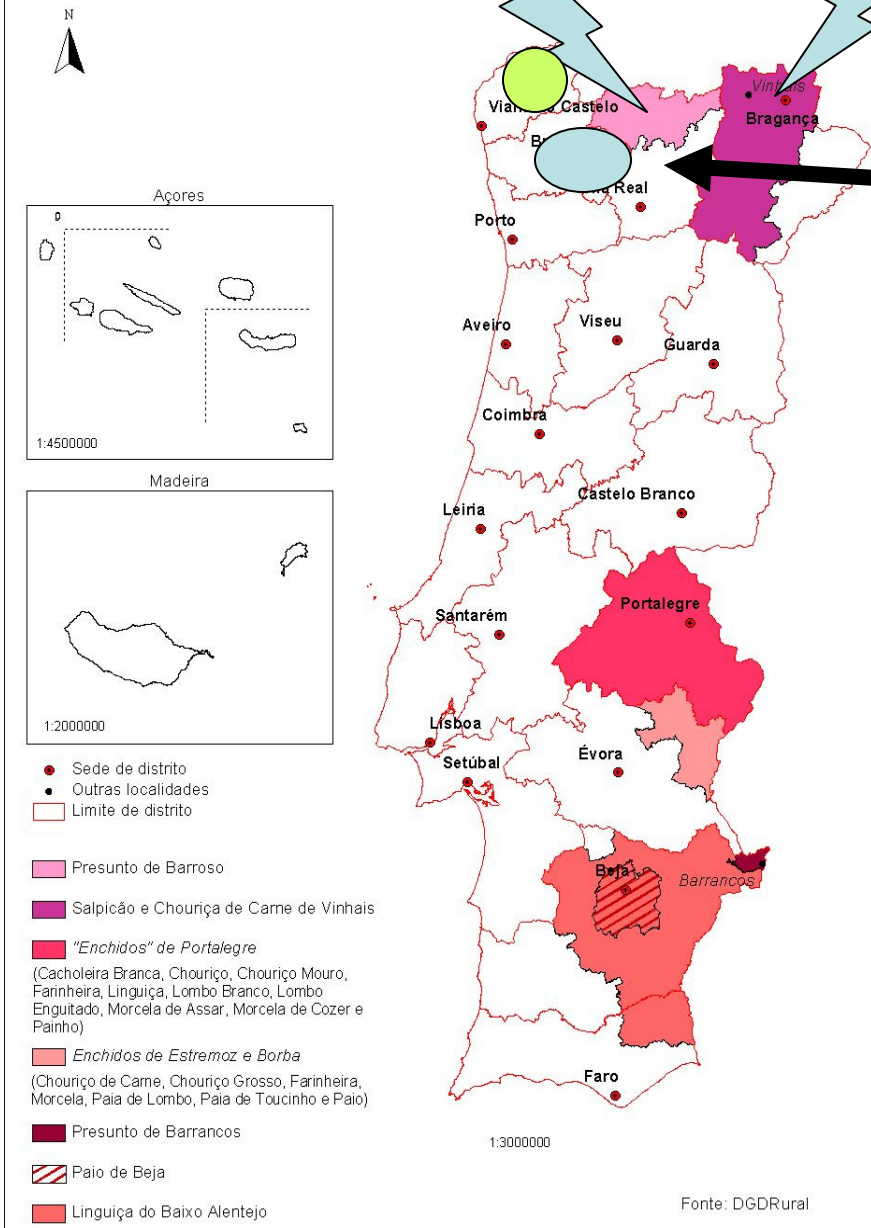 N
Vinhais
Viana Castelo
Bragança
Br
Real
Açores
Porto
Aveiro
Viseu
Guarda
Coimbra
1:4500000
Madeira
Castelo Branco
Leiria
Portalegre
Santarém
1:2000000
Lisboa
Évora
Setúbal
Sede de distrito
Outras localidades
Limite de distrito
Presunto de Barroso
Beja
Barrancos
Salpicão e Chouriça de Carne de Vinhais
"Enchidos" de Portalegre
(Cacholeira Branca, Chouriço, Chouriço Mouro,
Farinheira, Linguiça, Lombo Branco, Lombo
Enguitado, Morcela de Assar, Morcela de Cozer e
Painho)
Enchidos de Estremoz e Borba
(Chouriço de Carne, Chouriço Grosso, Farinheira,
Morcela, Paia de Lombo, Paia de Toucinho e Paio)
Faro
Presunto de Barrancos
1:3000000
Paio de Beja
Linguiça do Baixo Alentejo
Fonte: DGDRural